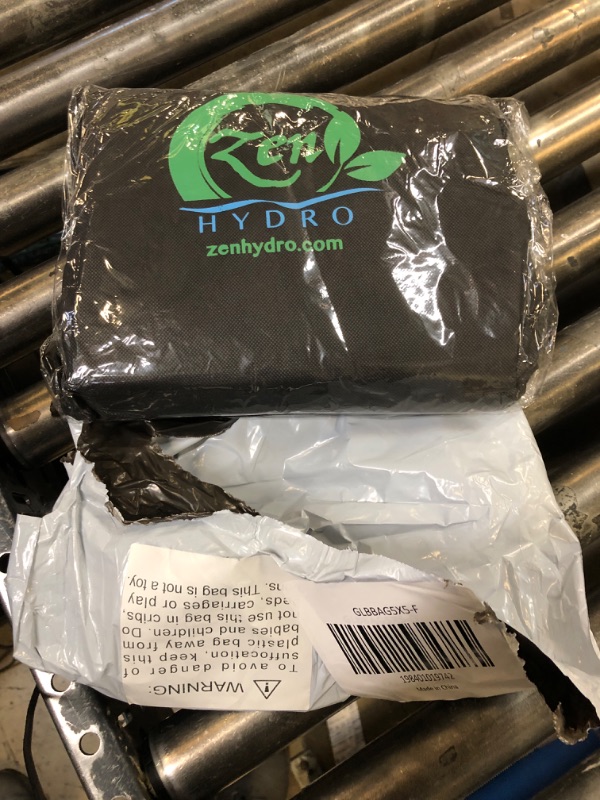 Zen
HYDRO
zenhydro.com
GLBBAG5X5-F
198401019742
Made in China
WARNING:
To avoid danger of
suffocation, keep this
plastic bag away from
babies and children. Do
not use this bag in cribs,
carriages or play
This bag is not a toy.